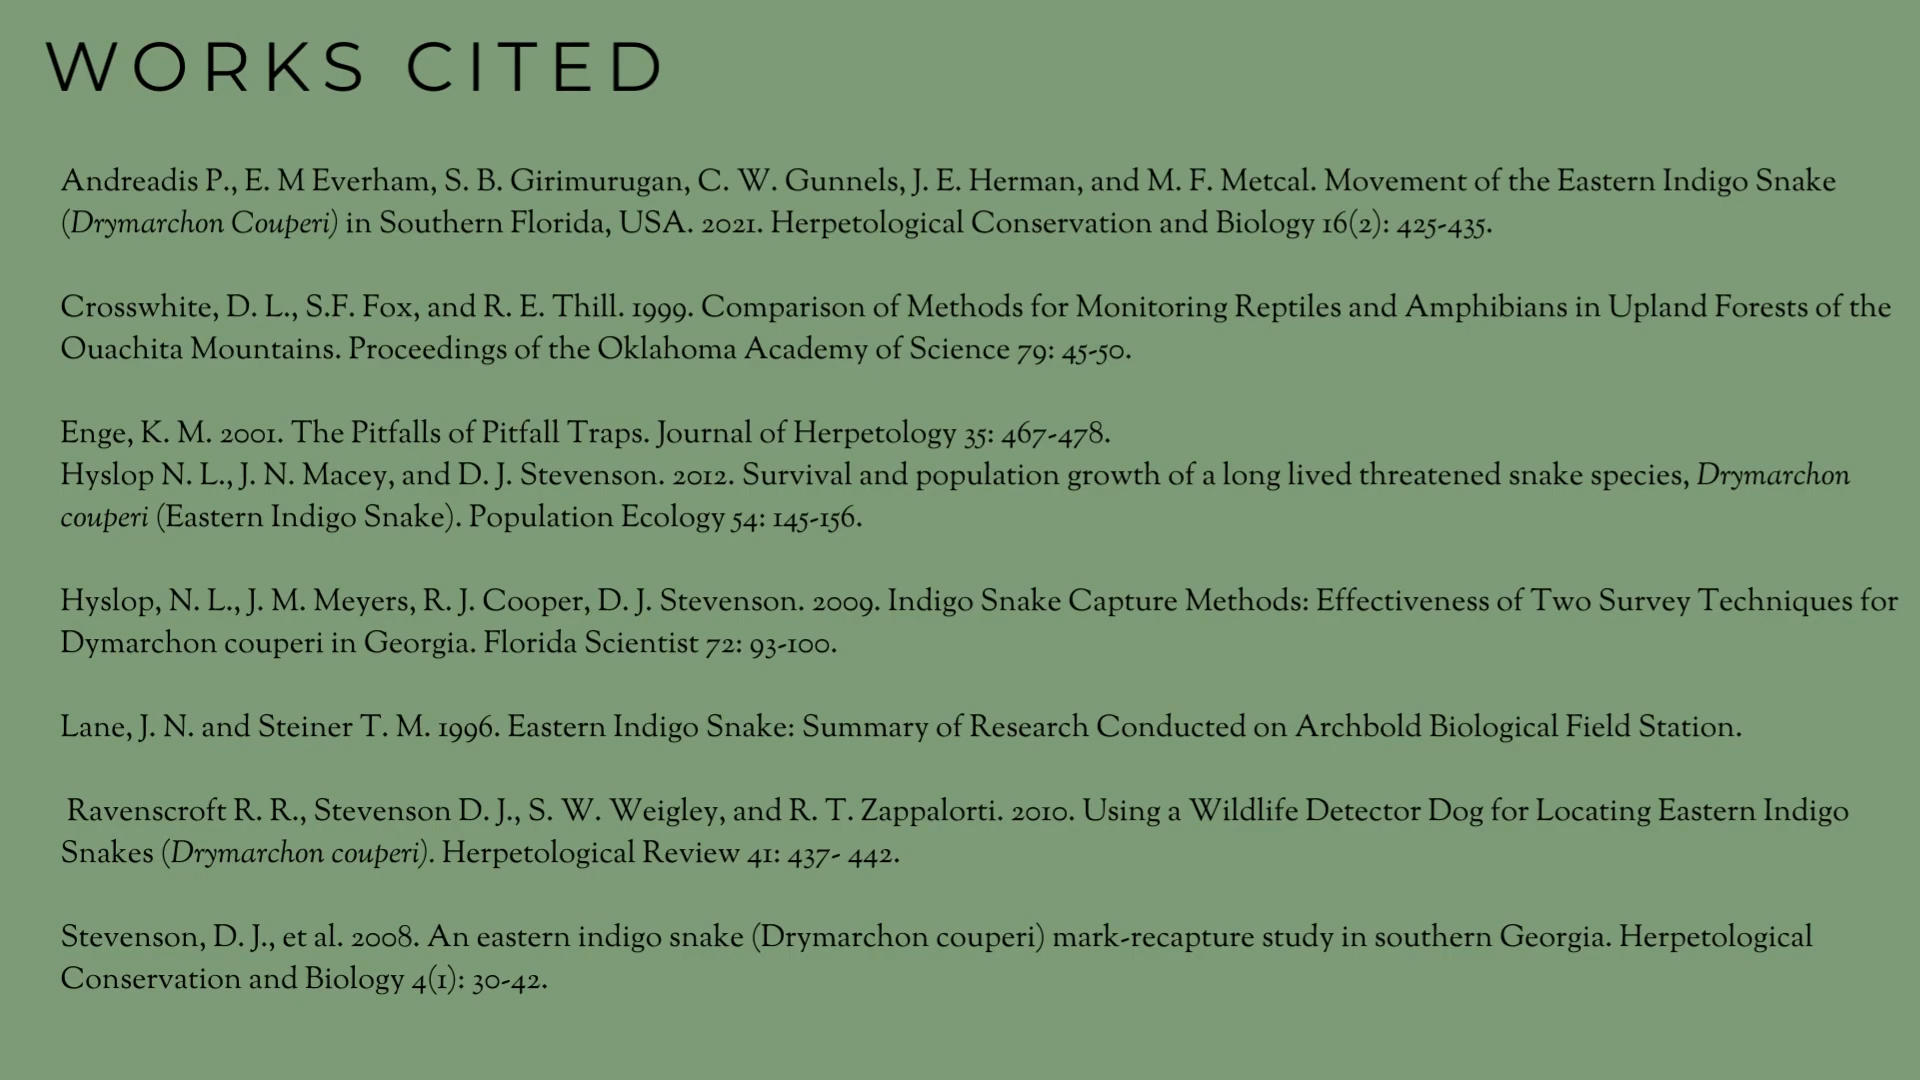 WORKS CITED
Andreadis P., E. M Everham, S. B. Girimurugan, C. W. Gunnels, J. E. Herman, and M. F. Metcal. Movement of the Eastern Indigo Snake
(Drymarchon Couperi) in Southern Florida, USA. 2021. Herpetological Conservation and Biology 16(2): 425-435.
Crosswhite, D. L., S.F. Fox, and R. E. Thill. 1999. Comparison of Methods for Monitoring Reptiles and Amphibians in Upland Forests of the
Ouachita Mountains. Proceedings of the Oklahoma Academy of Science 79: 45-50.
Enge, K. M. 2001. The Pitfalls of Pitfall Traps. Journal of Herpetology 35: 467-478.
Hyslop N. L., J. N. Macey, and D. J. Stevenson. 2012. Survival and population growth of a long lived threatened snake species, Drymarchon
couperi (Eastern Indigo Snake). Population Ecology 54: 145-156.
Hyslop, N. L., J. M. Meyers, R. J. Cooper, D. J. Stevenson. 2009. Indigo Snake Capture Methods: Effectiveness of Two Survey Techniques for
Dymarchon couperi in Georgia. Florida Scientist 72: 93-100.
Lane, J. N. and Steiner T. M. 1996. Eastern Indigo Snake: Summary of Research Conducted on Archbold Biological Field Station.
Ravenscroft R. R., Stevenson D. J., S. W. Weigley, and R. T. Zappalorti. 2010. Using a Wildlife Detector Dog for Locating Eastern Indigo
Snakes (Drymarchon couperi). Herpetological Review 41: 437- 442.
Stevenson, D. J., et al. 2008. An eastern indigo snake (Drymarchon couperi) mark-recapture study in southern Georgia. Herpetological
Conservation and Biology 4(1): 30-42.